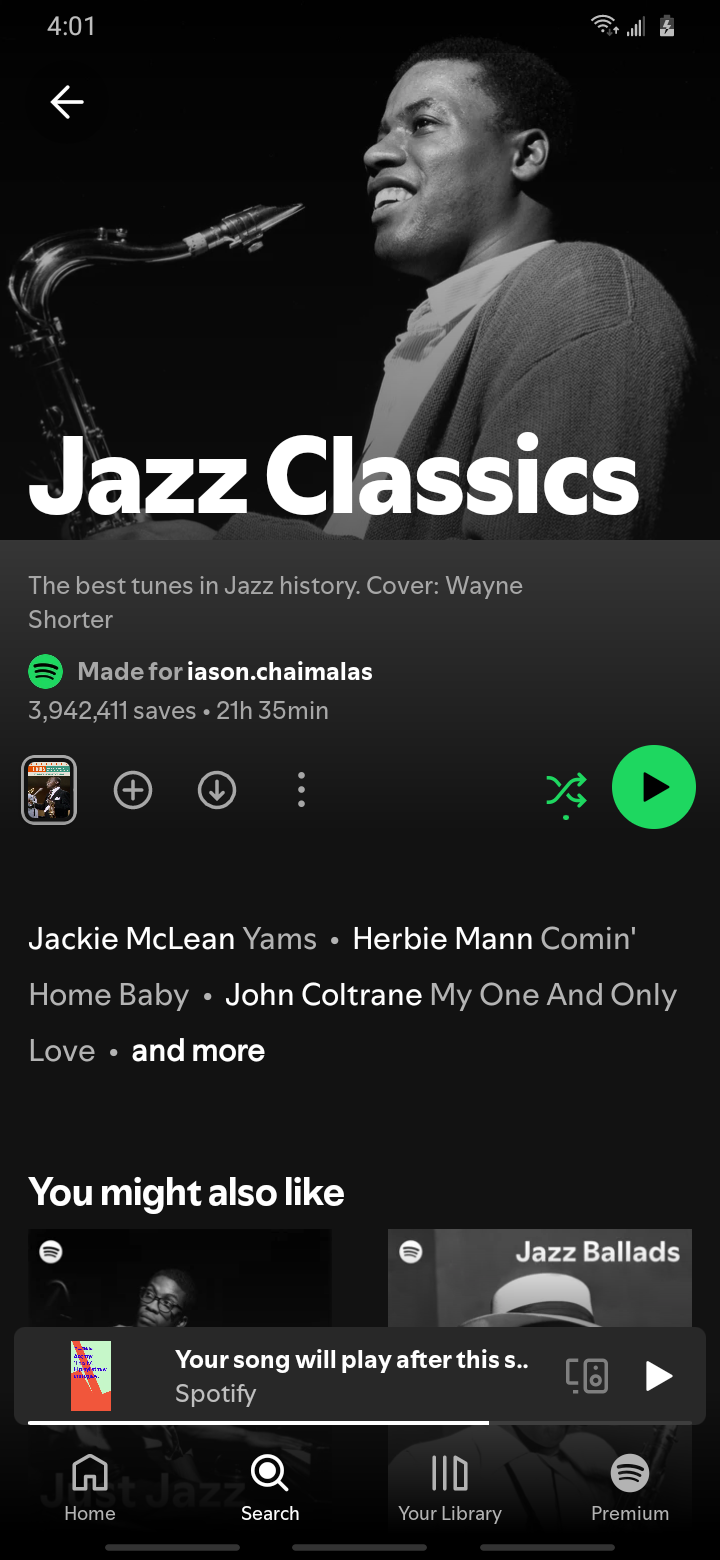 4:01
Jazz Classics
The best tunes in Jazz history. Cover: Wayne
Shorter
Made for iason.chaimalas
3,942,411 saves • 21h 35min
Jackie McLean Yams • Herbie Mann Comin'
Home Baby • John Coltrane My One And Only
Love • and more
You might also like
Jazz Ballads
Your song will play after this s..
Spotify
Just Jazz
Home
Search
Your Library
Premium